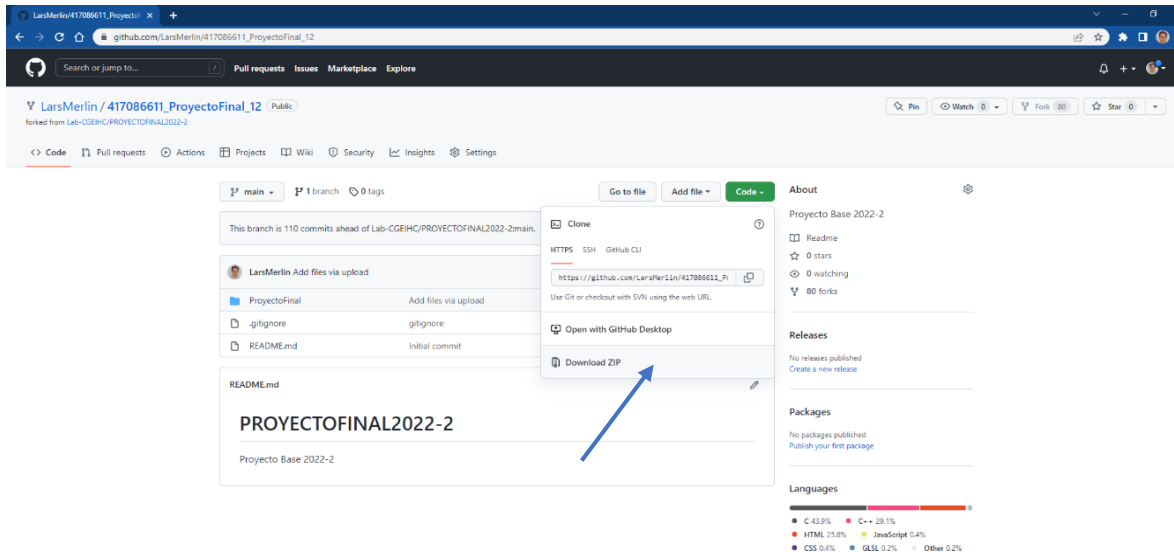 LarsMerlin/417086611_Proyecto
github.com/LarsMerlin/417086611_ProyectoFinal_12
Search or jump to... / Pull requests Issues Marketplace Explore
LarsMerlin / 417086611_ProyectoFinal_12 Public
Pin Watch 0 Fork 80 Star 0
forked from Lab-CGEIHC/PROYECTOFINAL2022-2
Code Pull requests Actions Projects Wiki Security Insights Settings
main 1 branch 0 tags
Go to file Add file Code
This branch is 110 commits ahead of Lab-CGEIHC/PROYECTOFINAL2022-2:main.
LarsMerlin Add files via upload
ProyectoFinal Add files via upload
.gitignore gitignore
README.md Initial commit
Clone
HTTPS SSH GitHub CLI
https://github.com/LarsMerlin/417086611_P
Use Git or checkout with SVN using the web URL.
Open with GitHub Desktop
Download ZIP
README.md
PROYECTOFINAL2022-2
Proyecto Base 2022-2
About
Proyecto Base 2022-2
Readme
0 stars
0 watching
80 forks
Releases
No releases published
Create a new release
Packages
No packages published
Publish your first package
Languages
C 43.9% C++ 29.1%
HTML 25.8% JavaScript 0.4%
CSS 0.4% GLSL 0.2% Other 0.2%